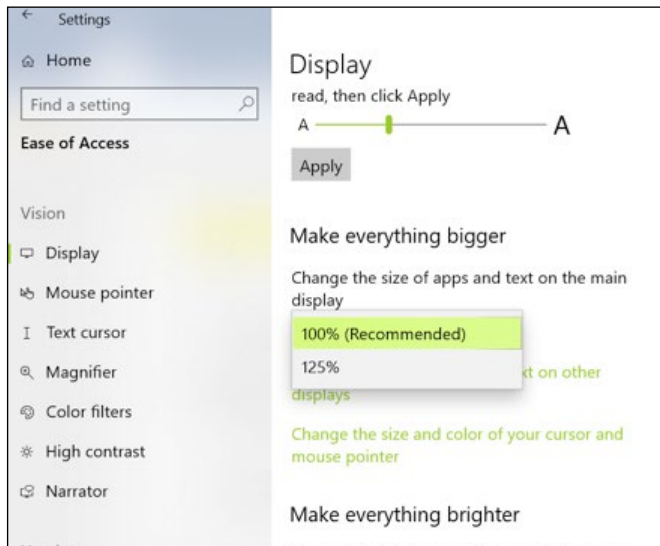 Settings
Home
Find a setting
Ease of Access
Vision
Display
Mouse pointer
Text cursor
Magnifier
Color filters
High contrast
Narrator
Display
read, then click Apply
A A
Apply
Make everything bigger
Change the size of apps and text on the main
display
100% (Recommended)
125%
on other
displays
Change the size and color of your cursor and
mouse pointer
Make everything brighter